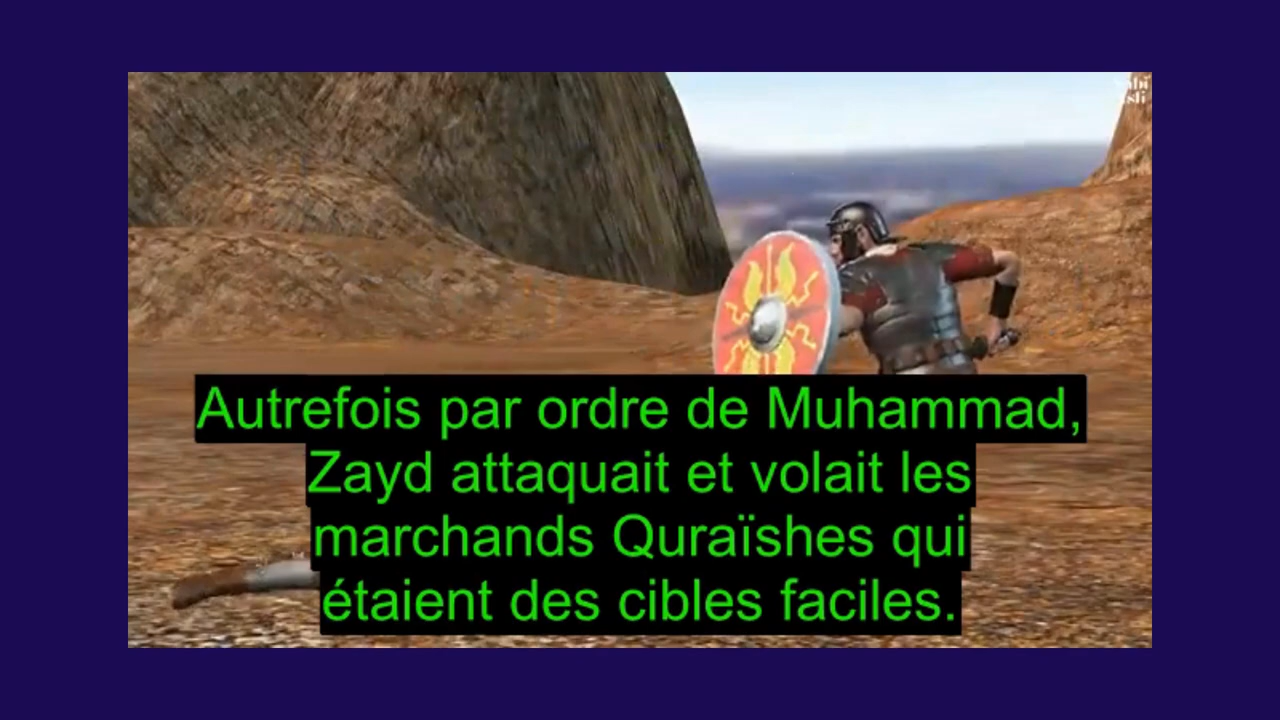 Autrefois par ordre de Muhammad,
Zayd attaquait et volait les
marchands Quraïshes qui
étaient des cibles faciles.